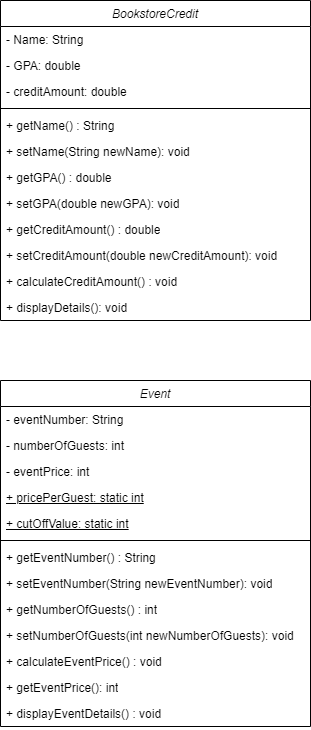 BookstoreCredit
- Name: String
- GPA: double
- creditAmount: double
+ getName() : String
+ setName(String newName): void
+ getGPA() : double
+ setGPA(double newGPA): void
+ getCreditAmount() : double
+ setCreditAmount(double newCreditAmount): void
+ calculateCreditAmount() : void
+ displayDetails(): void
Event
- eventNumber: String
- numberOfGuests: int
- eventPrice: int
+ pricePerGuest: static int
+ cutOffValue: static int
+ getEventNumber() : String
+ setEventNumber(String newEventNumber): void
+ getNumberOfGuests() : int
+ setNumberOfGuests(int newNumberOfGuests): void
+ calculateEventPrice() : void
+ getEventPrice(): int
+ displayEventDetails() : void